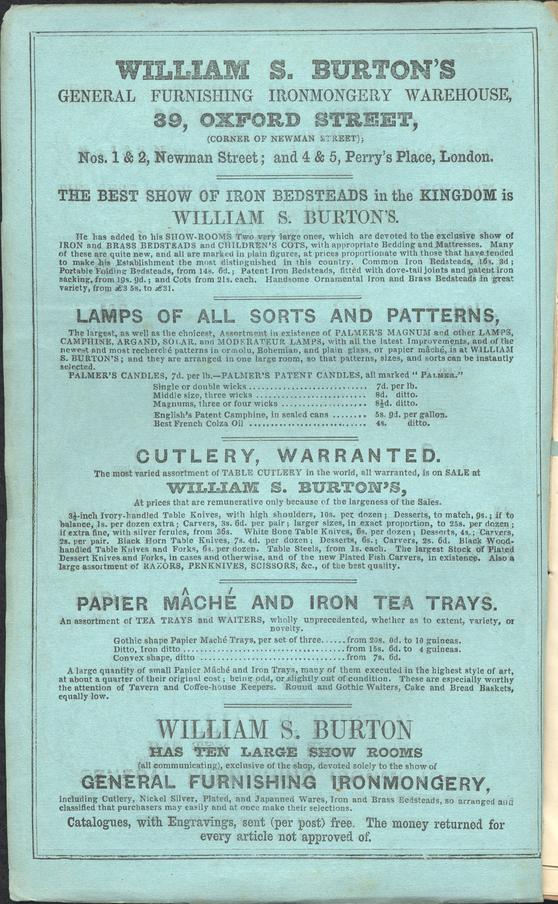 WILLIAM S. BURTON'S
GENERAL FURNISHING IRONMONGERY WAREHOUSE,
39, OXFORD STREET,
(CORNER OF NEWMAN STREET);
Nos. 1 & 2, Newman Street; and 4 & 5, Perry's Place, London.
THE BEST SHOW OF IRON BEDSTEADS in the KINGDOM is
WILLIAM S. BURTON'S.
He has added to his SHOW-ROOMS Two very large ones, which are devoted to the exclusive show of
IRON and BRASS BEDSTEADS and CHILDREN'S COTS, with appropriate Bedding and Mattresses. Many
of these are quite new, and all are marked in plain figures, at prices proportionate with those that have tended
to make his Establishment the most distinguished in this country. Common Iron Bedsteads, 16s. 3d;
Portable Folding Bedsteads, from 14s. 6d.; Patent Iron Bedsteads, fitted with dove-tail joints and patent iron
sacking, from 19s. 9d.; and Cots from 21s. each. Handsome Ornamental Iron and Brass Bedsteads in great
variety, from £3 5s. to £31.
LAMPS OF ALL SORTS AND PATTERNS,
The largest, as well as the choicest, Assortment in existence of PALMER'S MAGNUM and other LAMPS,
CAMPHINE, ARGAND, SOLAR, and MODERATEUR LAMPS, with all the latest Improvements, and of the
newest and most recherché patterns in ormolu, Bohemian, and plain glass, or papier mâché, is at WILLIAM
S. BURTON'S; and they are arranged in one large room, so that patterns, sizes, and sorts can be instantly
selected.
PALMER'S CANDLES, 7d. per lb.—PALMER'S PATENT CANDLES, all marked "PALMER."
Single or double wicks ........................ 7d. per lb.
Middle size, three wicks ........................ 8d. ditto.
Magnums, three or four wicks .................. 8½d. ditto.
English's Patent Camphine, in sealed cans ........ 5s. 9d. per gallon.
Best French Colza Oil ........................... 4s. ditto.
CUTLERY, WARRANTED.
The most varied assortment of TABLE CUTLERY in the world, all warranted, is on SALE at
WILLIAM S. BURTON'S,
At prices that are remunerative only because of the largeness of the Sales.
3½-inch Ivory-handled Table Knives, with high shoulders, 10s. per dozen; Desserts, to match, 9s.; if to
balance, 1s. per dozen extra; Carvers, 3s. 6d. per pair; larger sizes, in exact proportion, to 25s. per dozen;
if extra fine, with silver ferules, from 36s. White Bone Table Knives, 6s. per dozen; Desserts, 4s.; Carvers,
2s. per pair. Black Horn Table Knives, 7s. 4d. per dozen; Desserts, 6s.; Carvers, 2s. 6d. Black Wood-
handled Table Knives and Forks, 6s. per dozen. Table Steels, from 1s. each. The largest Stock of Plated
Dessert Knives and Forks, in cases and otherwise, and of the new Plated Fish Carvers, in existence. Also a
large assortment of RAZORS, PENKNIVES, SCISSORS, &c., of the best quality.
PAPIER MÂCHÉ AND IRON TEA TRAYS.
An assortment of TEA TRAYS and WAITERS, wholly unprecedented, whether as to extent, variety, or
novelty.
Gothic shape Papier Maché Trays, per set of three......from 20s. 0d. to 10 guineas.
Ditto, Iron ditto ..........................................from 15s. 6d. to 4 guineas.
Convex shape, ditto ......................................from 7s. 6d.
A large quantity of small Papier Mâché and Iron Trays, many of them executed in the highest style of art,
at about a quarter of their original cost; being odd, or slightly out of condition. These are especially worthy
the attention of Tavern and Coffee-house Keepers. Round and Gothic Waiters, Cake and Bread Baskets,
equally low.
WILLIAM S. BURTON
HAS TEN LARGE SHOW ROOMS
(all communicating), exclusive of the shop, devoted solely to the show of
GENERAL FURNISHING IRONMONGERY,
including Cutlery, Nickel Silver, Plated, and Japanned Wares, Iron and Brass Bedsteads, so arranged and
classified that purchasers may easily and at once make their selections.
Catalogues, with Engravings, sent (per post) free. The money returned for
every article not approved of.